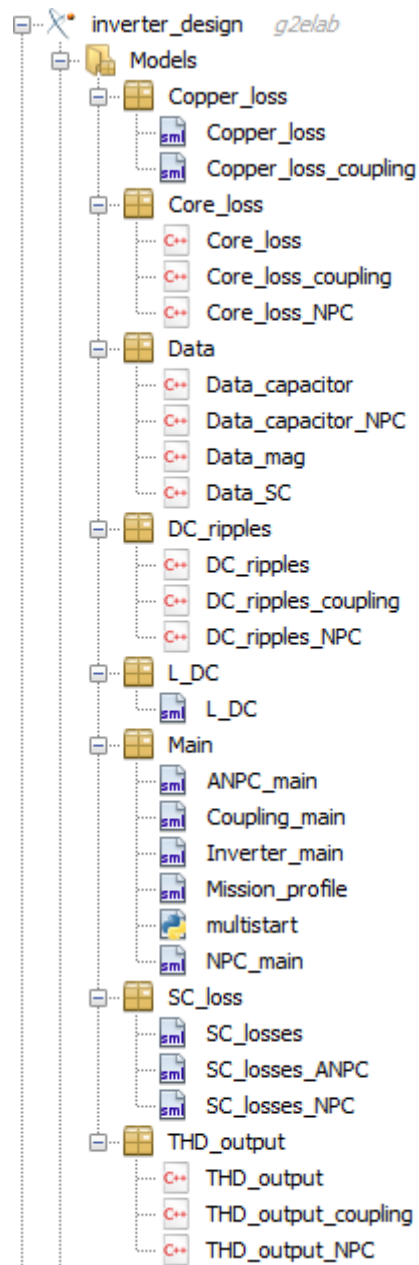 inverter_design g2elab
Models
Copper_loss
sml Copper_loss
sml Copper_loss_coupling
Core_loss
C++ Core_loss
C++ Core_loss_coupling
C++ Core_loss_NPC
Data
C++ Data_capacitor
C++ Data_capacitor_NPC
C++ Data_mag
C++ Data_SC
DC_ripples
C++ DC_ripples
C++ DC_ripples_coupling
C++ DC_ripples_NPC
L_DC
sml L_DC
Main
sml ANPC_main
sml Coupling_main
sml Inverter_main
sml Mission_profile
multistart
sml NPC_main
SC_loss
sml SC_losses
sml SC_losses_ANPC
sml SC_losses_NPC
THD_output
C++ THD_output
C++ THD_output_coupling
C++ THD_output_NPC